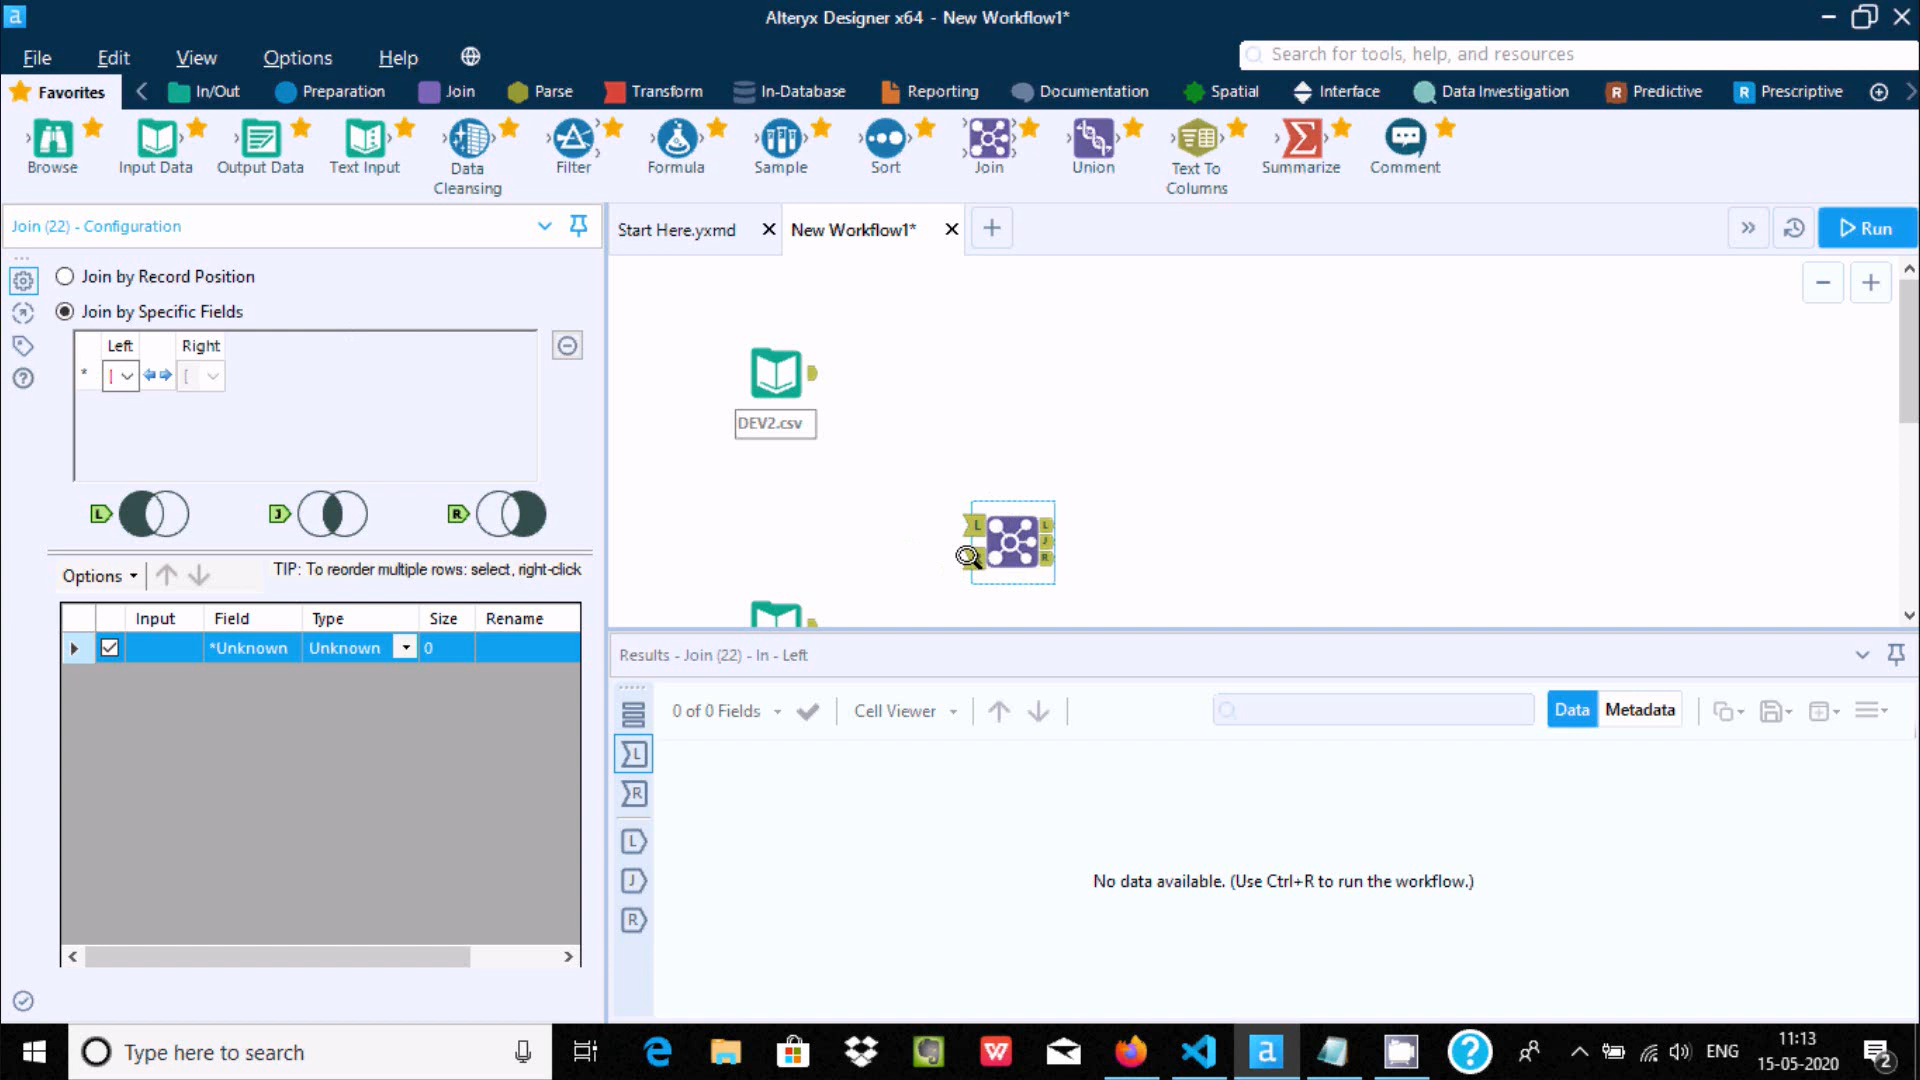 Alteryx Designer x64 - New Workflow1*
File Edit View Options Help
Search for tools, help, and resources
Favorites In/Out Preparation Join Parse Transform In-Database Reporting Documentation Spatial Interface Data Investigation Predictive Prescriptive
Browse Input Data Output Data Text Input Data Cleansing Filter Formula Sample Sort Join Union Text To Columns Summarize Comment
Join (22) - Configuration
Start Here.yxmd New Workflow1*
Run
Join by Record Position
Join by Specific Fields
Left Right
*
L J R
Options TIP: To reorder multiple rows: select, right-click
Input Field Type Size Rename
*Unknown Unknown 0
DEV2.csv
L L
J
R
Results - Join (22) - In - Left
0 of 0 Fields Cell Viewer Data Metadata
L
R
L
J
R
No data available. (Use Ctrl+R to run the workflow.)
Type here to search
ENG
11:13
15-05-2020
2